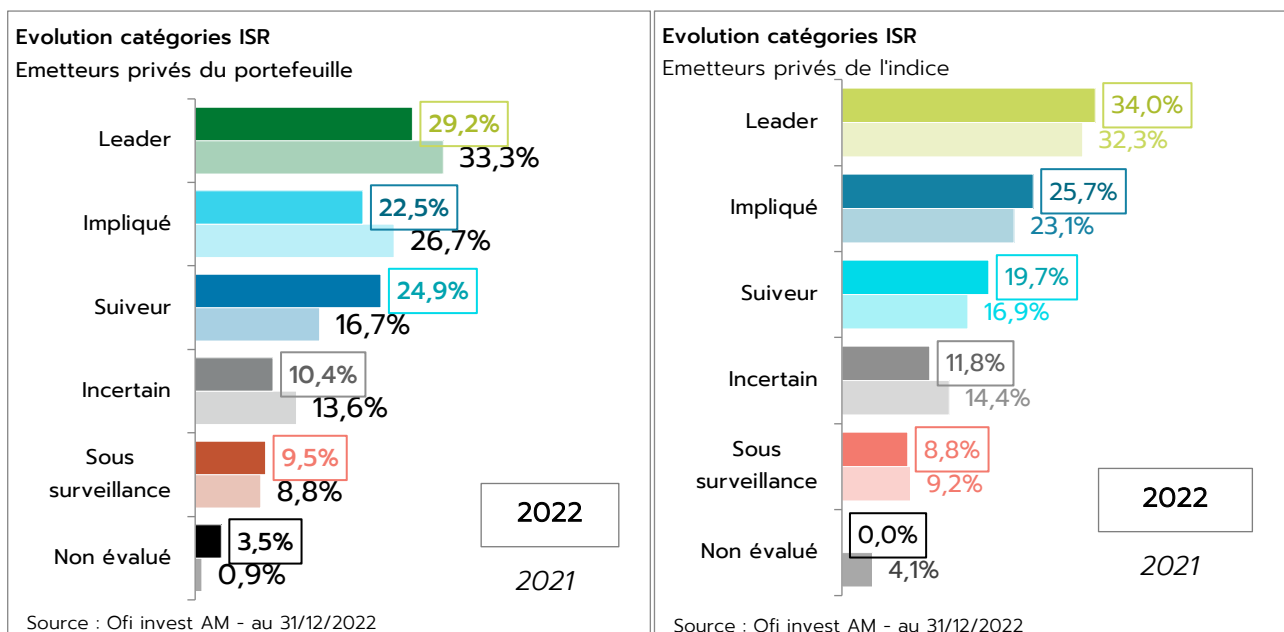 Evolution catégories ISR
Emetteurs privés du portefeuille
Leader
29,2%
33,3%
Impliqué
22,5%
26,7%
Suiveur
24,9%
16,7%
Incertain
10,4%
13,6%
Sous
surveillance
9,5%
8,8%
Non évalué
3,5%
0,9%
2022
2021
Source : Ofi invest AM - au 31/12/2022
Evolution catégories ISR
Emetteurs privés de l'indice
Leader
34,0%
32,3%
Impliqué
25,7%
23,1%
Suiveur
19,7%
16,9%
Incertain
11,8%
14,4%
Sous
surveillance
8,8%
9,2%
Non évalué
0,0%
4,1%
2022
2021
Source : Ofi invest AM - au 31/12/2022